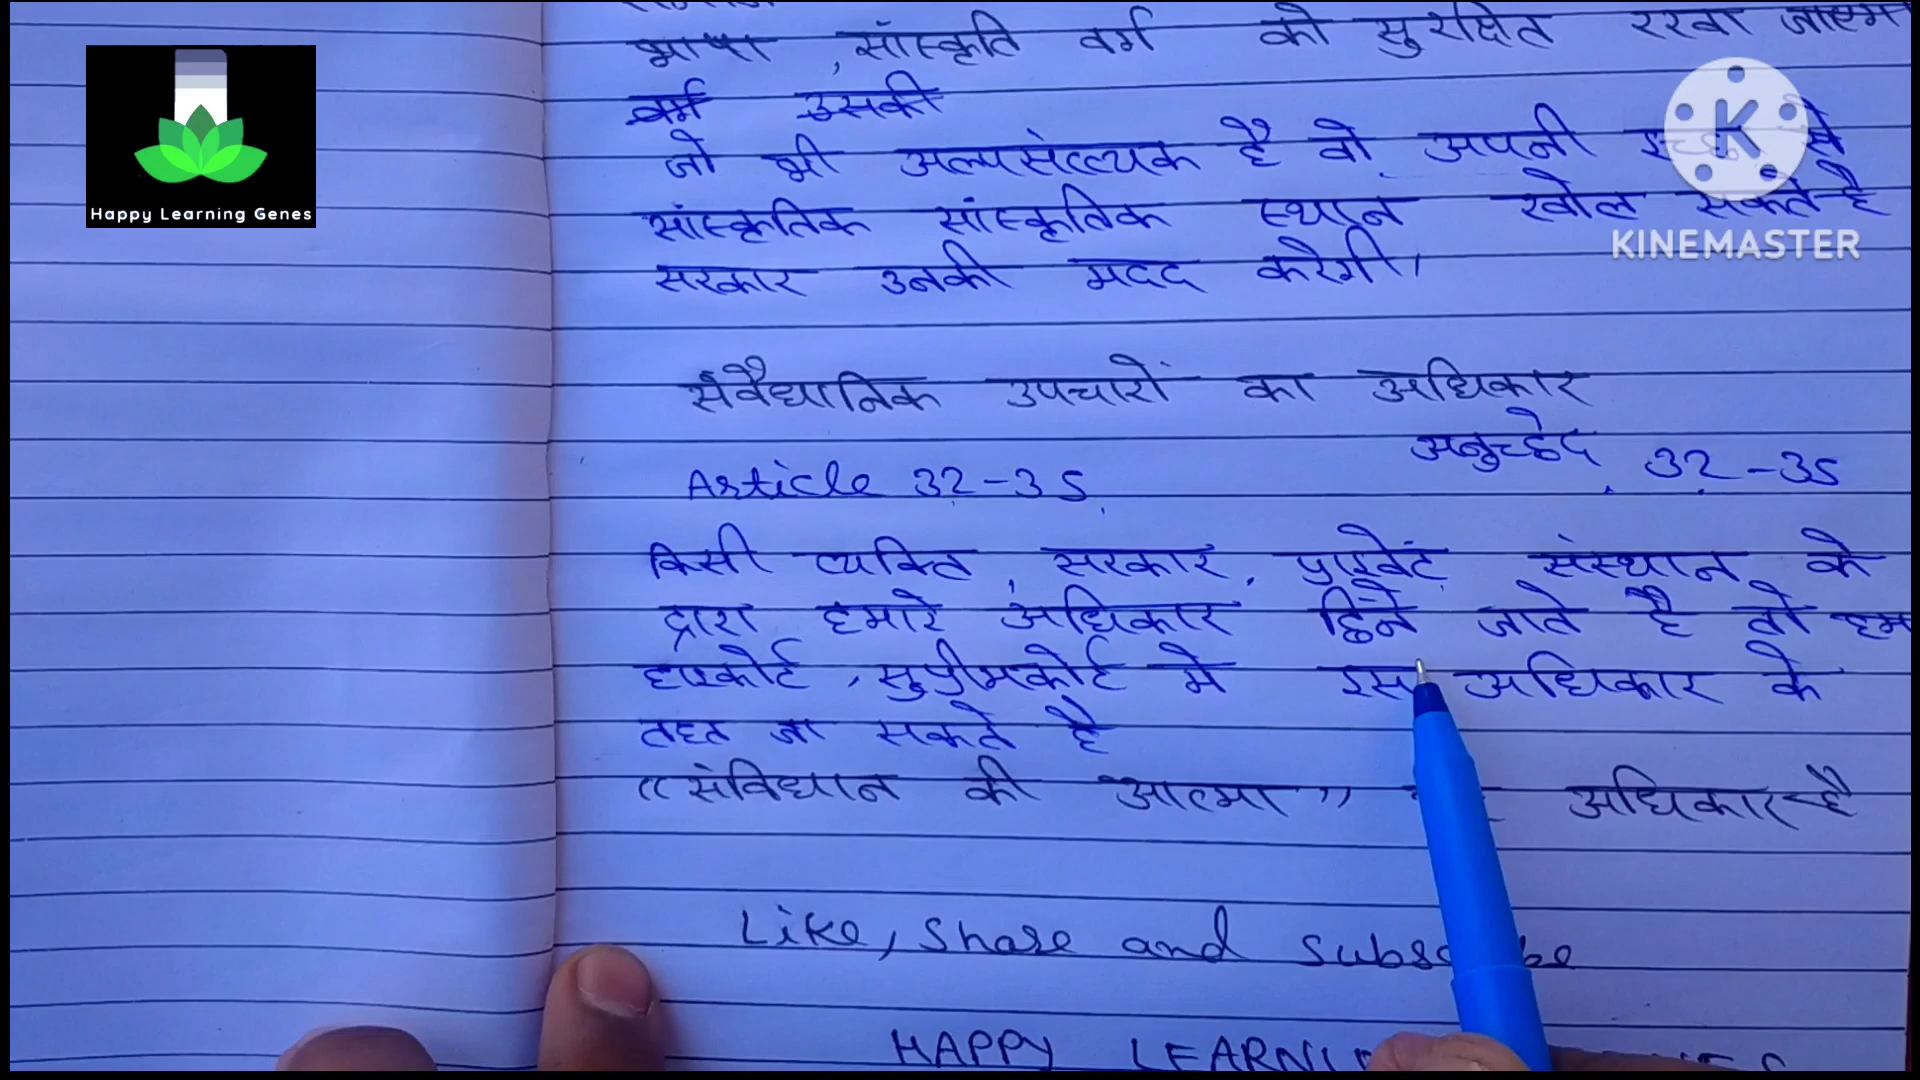 भाषा, सांस्कृति वर्ग को सुरक्षित रखा जाएगा
वर्ग उसकी
जो भी अल्पसंख्यक है वो अपनी से
सांस्कृतिक सांस्कृतिक स्थान खोल सकते है
सरकार उनकी मदद करेगी।
संवैधानिक उपचारों का अधिकार
अनुच्छेद 32-35
Article 32-35
किसी व्यक्ति, सरकार, प्राइवेट संस्थान के
द्वारा हमारे अधिकार छिने जाते है तो हम
हाइकोर्ट, सुप्रीमकोर्ट मे इस अधिकार के
तहत जा सकते है
“संविधान की आत्मा” अधिकार है
Like, Share and
HAPPY
Happy Learning Genes
K
KINEMASTER